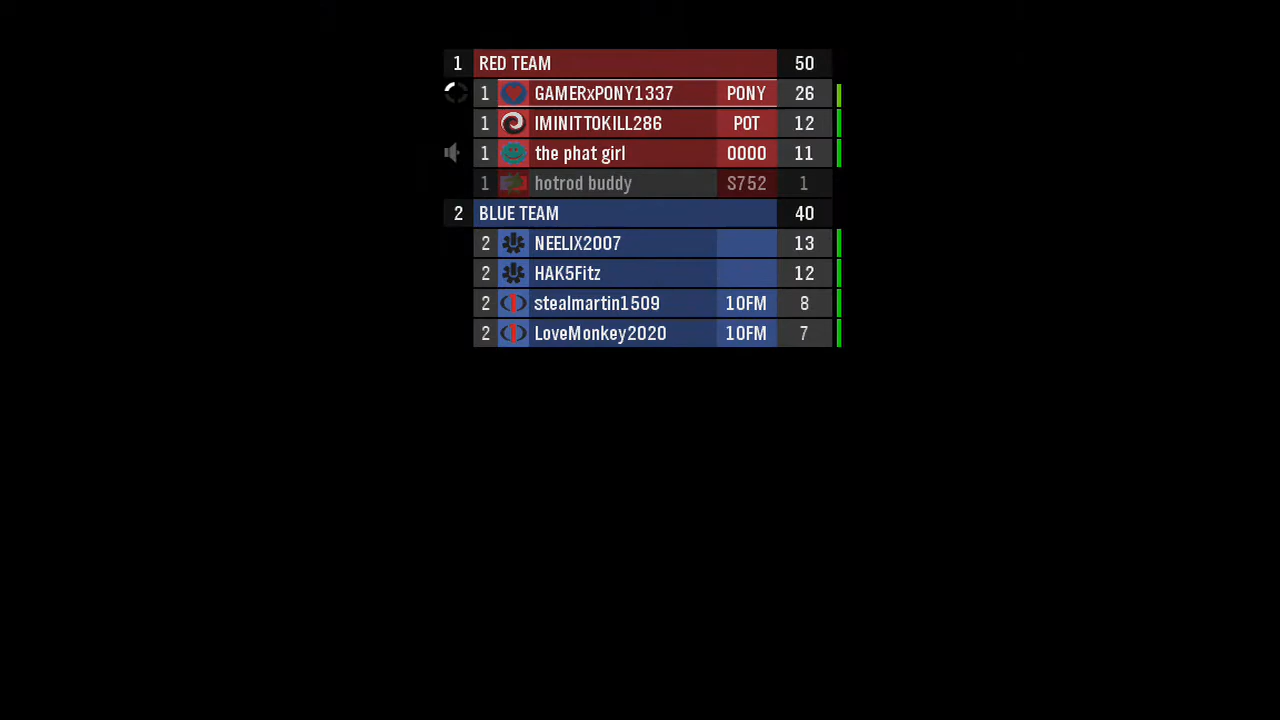 1 RED TEAM 50
1 GAMERxPONY1337 PONY 26
1 IMINITTOKILL286 POT 12
1 the phat girl 0000 11
1 hotrod buddy S752 1
2 BLUE TEAM 40
2 NEELIX2007 13
2 HAK5Fitz 12
2 stealmartin1509 10FM 8
2 LoveMonkey2020 10FM 7